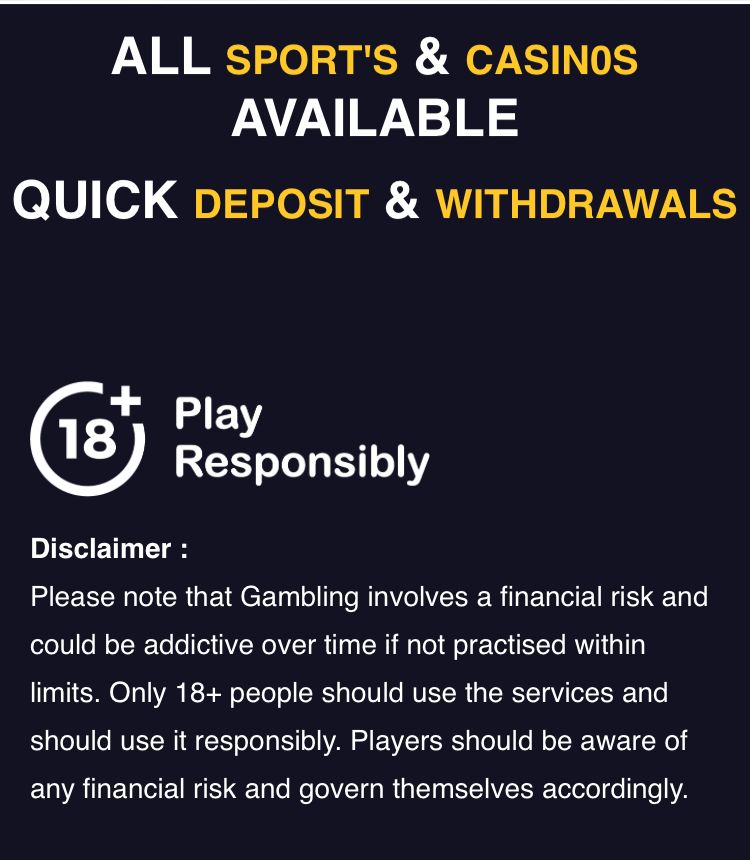 ALL SPORT'S & CASIN0S
AVAILABLE
QUICK DEPOSIT & WITHDRAWALS
18+
Play
Responsibly
Disclaimer :
Please note that Gambling involves a financial risk and
could be addictive over time if not practised within
limits. Only 18+ people should use the services and
should use it responsibly. Players should be aware of
any financial risk and govern themselves accordingly.